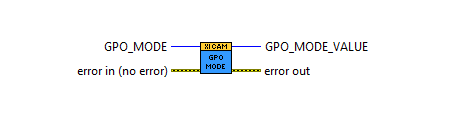 GPO_MODE
XICAM
GPO_MODE_VALUE
GPO
MODE
error in (no error)
error out